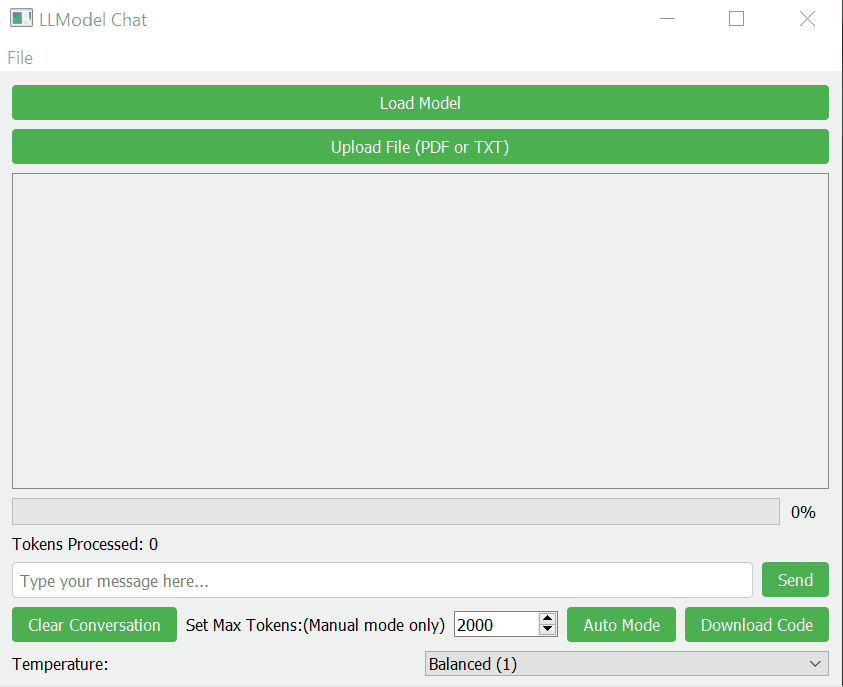 LLModel Chat
File
Load Model
Upload File (PDF or TXT)
0%
Tokens Processed: 0
Type your message here...
Send
Clear Conversation
Set Max Tokens:(Manual mode only)
2000
Auto Mode
Download Code
Temperature:
Balanced (1)